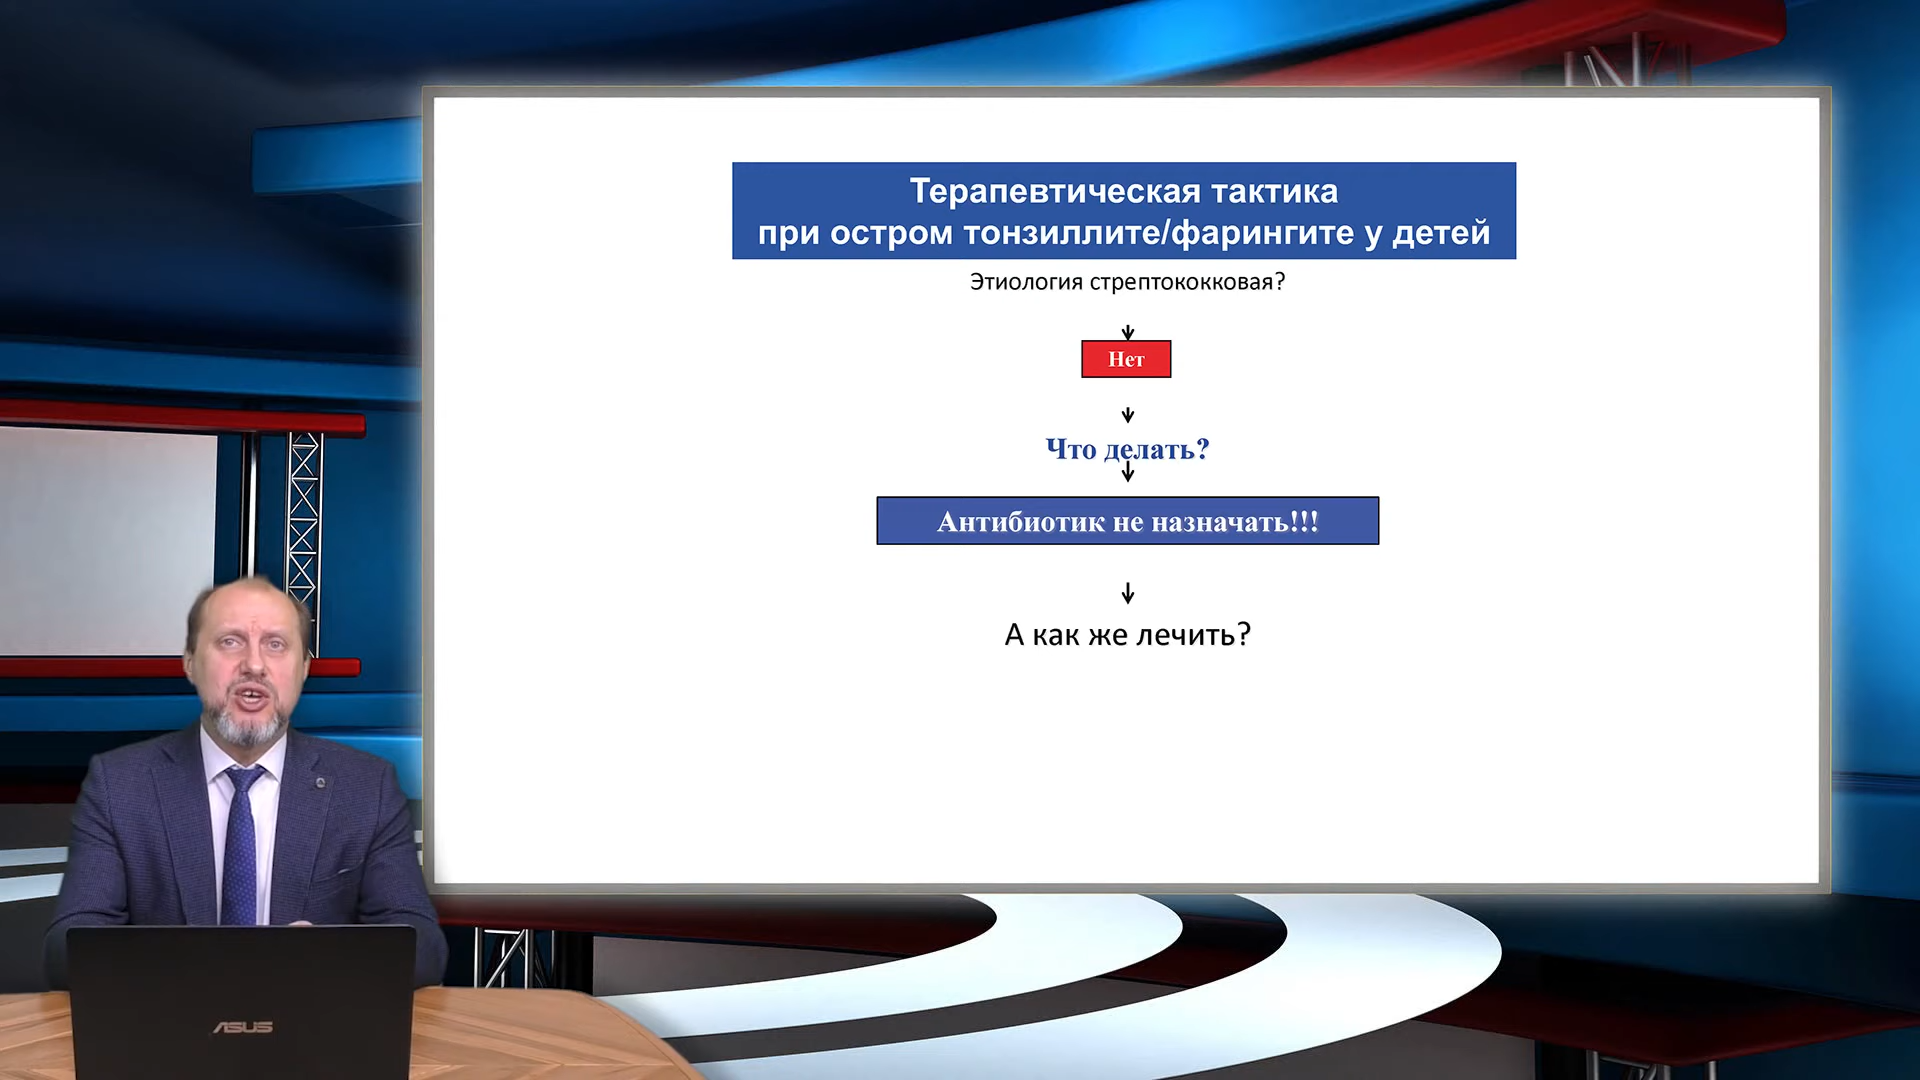 Терапевтическая тактика
при остром тонзиллите/фарингите у детей
Этиология стрептококковая?
Нет
Что делать?
Антибиотик не назначать!!!
А как же лечить?
ASUS